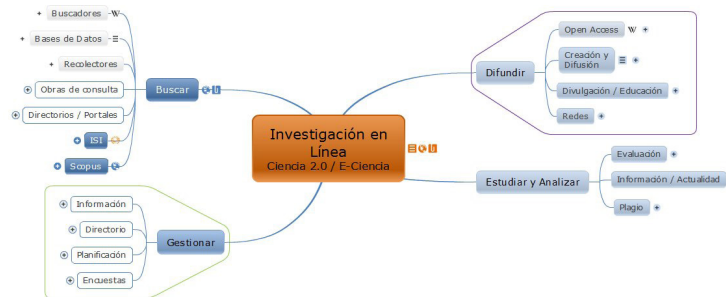 Buscadores
Bases de Datos
Recolectores
Obras de consulta
Directorios / Portales
ISI
Scopus
Buscar
Investigación en
Línea
Ciencia 2.0 / E-Ciencia
Difundir
Open Access
Creación y
Difusión
Divulgación / Educación
Redes
Estudiar y Analizar
Evaluación
Información / Actualidad
Plagio
Gestionar
Información
Directorio
Planificación
Encuestas